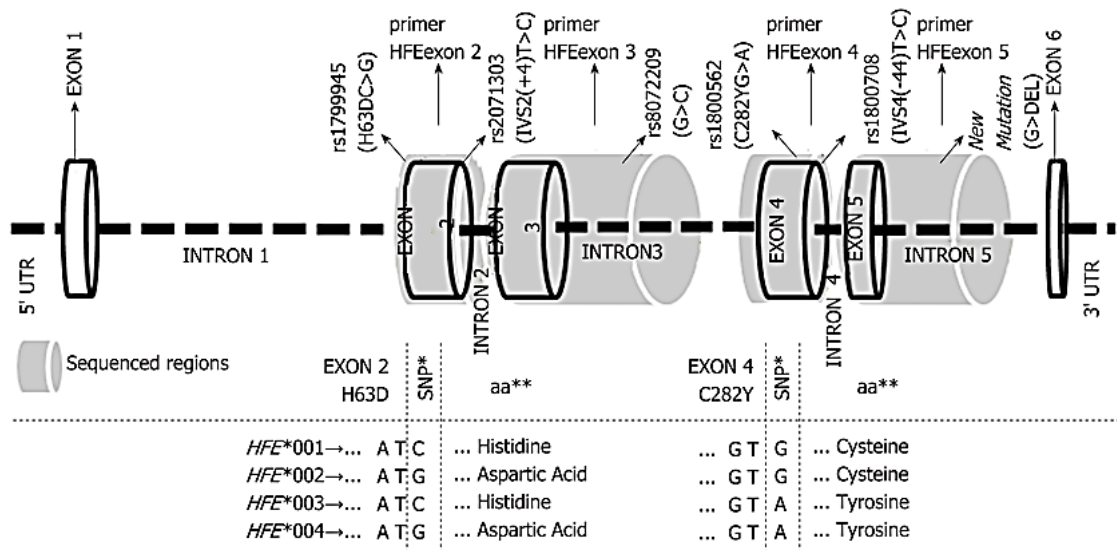 EXON 1
primer
HFEexon 2
rs1799945
(H63DC>G)
rs2071303
(IVS2(+4)T>C)
primer
HFEexon 3
rs8072209
(G>C)
rs1800562
(C282YG>A)
primer
HFEexon 4
rs1800708
(IVS4(-44)T>C)
primer
HFEexon 5
New
Mutation
(G>DEL)
EXON 6
5' UTR
INTRON 1
EXON 2
INTRON 2
EXON 3
INTRON3
EXON 4
INTRON 4
EXON 5
INTRON 5
3' UTR
Sequenced regions
EXON 2 SNP* aa** EXON 4 SNP* aa**
H63D C282Y
HFE*001→... A T C ... Histidine ... G T G ... Cysteine
HFE*002→... A T G ... Aspartic Acid ... G T G ... Cysteine
HFE*003→... A T C ... Histidine ... G T A ... Tyrosine
HFE*004→... A T G ... Aspartic Acid ... G T A ... Tyrosine